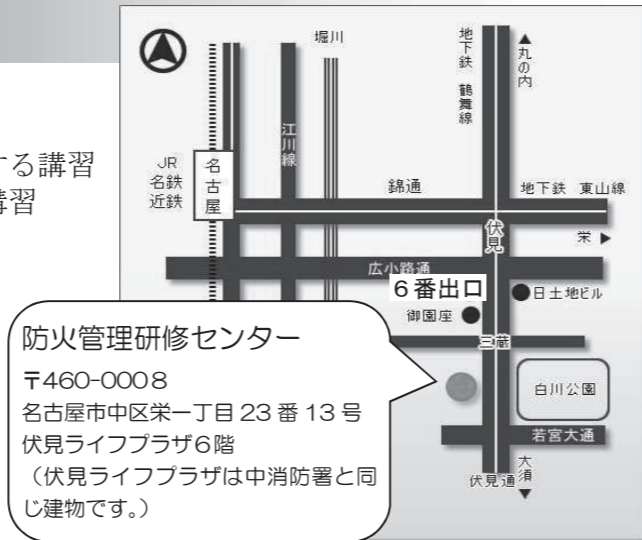 する講習
講習
堀川
地下鉄 鶴舞線
▲丸の内
江川線
JR
名鉄
近鉄
名古屋
錦通
地下鉄 東山線
伏見
栄 ▶
広小路通
6番出口
日土地ビル
御園座
三蔵
白川公園
若宮大通
伏見通
大須▼
防火管理研修センター
〒460-0008
名古屋市中区栄一丁目23番13号
伏見ライフプラザ6階
（伏見ライフプラザは中消防署と同
じ建物です。）